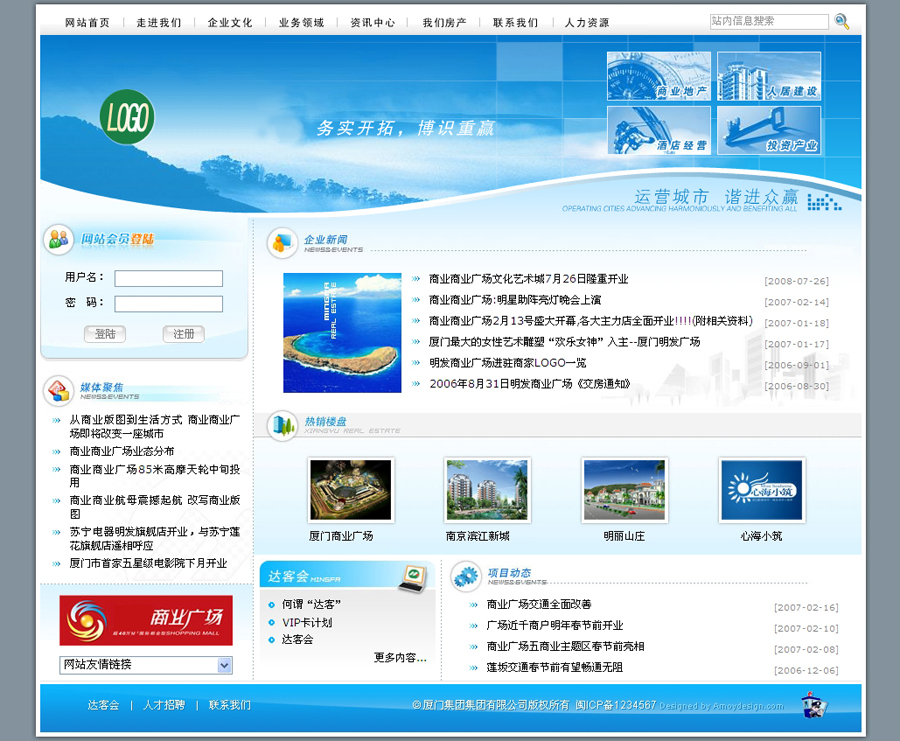 网站首页 | 走进我们 | 企业文化 | 业务领域 | 资讯中心 | 我们房产 | 联系我们 | 人力资源
站内信息搜索
LOGO
务实开拓，博识重赢
商业地产
人居建设
酒店经营
投资产业
运营城市 谐进众赢
OPERATING CITIES ADVANCING HARMONIOUSLY AND BENEFITING ALL
网站会员登陆
用户名：
密 码：
登陆
注册
企业新闻
NEWS&EVENTS
MINGFA
REAL ESTATE
商业商业广场文化艺术城7月26日隆重开业 [2008-07-26]
商业商业广场:明星助阵亮灯晚会上演 [2007-02-14]
商业商业广场2月13号盛大开幕,各大主力店全面开业!!!!(附相关资料) [2007-01-18]
厦门最大的女性艺术雕塑“欢乐女神”入主--厦门明发广场 [2007-01-17]
明发商业广场进驻商家LOGO一览 [2006-09-01]
2006年8月31日明发商业广场《交房通知》 [2006-08-30]
媒体聚焦
NEWS&EVENTS
从商业版图到生活方式 商业商业广
场即将改变一座城市
商业商业广场业态分布
商业商业广场85米高摩天轮中旬投
用
商业商业航母震撼起航 改写商业版
图
苏宁电器明发旗舰店开业，与苏宁莲
花旗舰店遥相呼应
厦门市首家五星级电影院下月开业
热销楼盘
XIANGYU REAL ESTATE
厦门商业广场
南京滨江新城
明丽山庄
心海小筑
心海小筑
商业广场
SHOPPING MALL
网站友情链接
达客会 MINGFA
何谓“达客”
VIP卡计划
达客会
更多内容...
项目动态
NEWS&EVENTS
商业广场交通全面改善 [2007-02-16]
广场近千商户明年春节前开业 [2007-02-10]
商业广场五商业主题区春节前亮相 [2007-02-08]
莲坂交通春节前有望畅通无阻 [2006-12-06]
达客会 | 人才招聘 | 联系我们
©厦门集团集团有限公司版权所有 闽ICP备1234567 Designed by Amoydesign.com